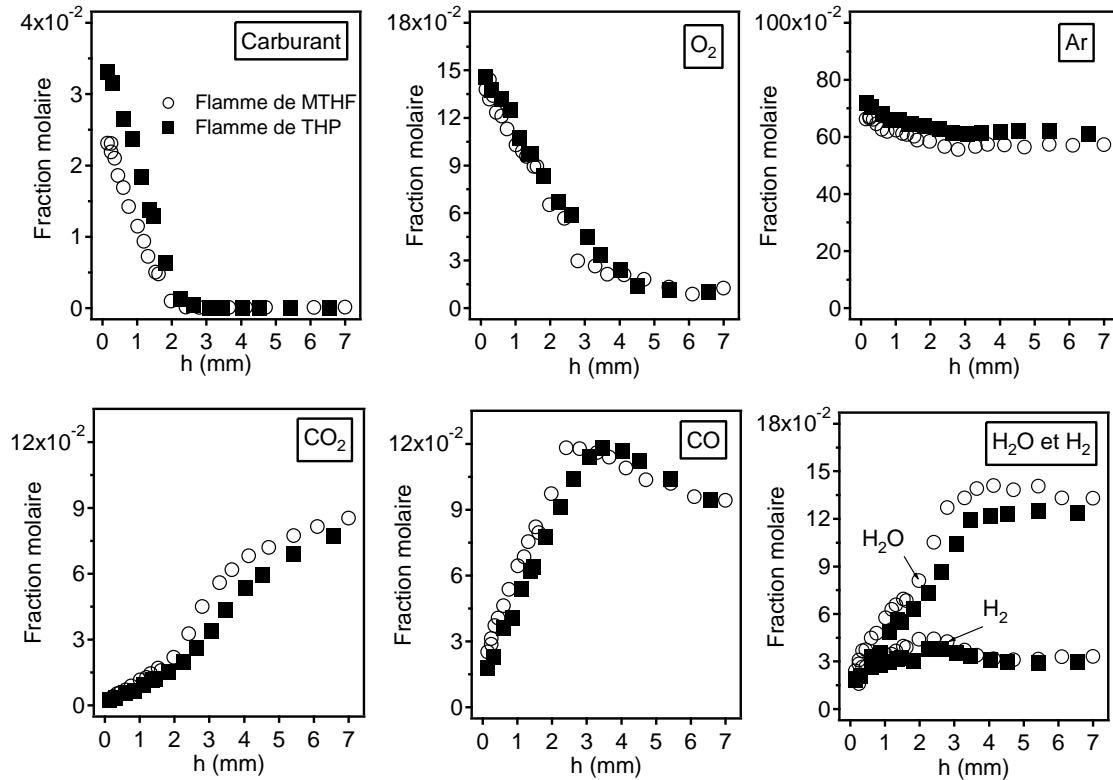 4x10⁻²
3
2
1
0
Fraction molaire
Carburant
Flamme de MTHF
Flamme de THP
0 1 2 3 4 5 6 7
h (mm)
18x10⁻²
15
12
9
6
3
0
Fraction molaire
O₂
0 1 2 3 4 5 6 7
h (mm)
100x10⁻²
80
60
40
20
0
Fraction molaire
Ar
0 1 2 3 4 5 6 7
h (mm)
12x10⁻²
9
6
3
0
Fraction molaire
CO₂
0 1 2 3 4 5 6 7
h (mm)
12x10⁻²
9
6
3
0
Fraction molaire
CO
0 1 2 3 4 5 6 7
h (mm)
18x10⁻²
15
12
9
6
3
0
Fraction molaire
H₂O et H₂
H₂O
H₂
0 1 2 3 4 5 6 7
h (mm)